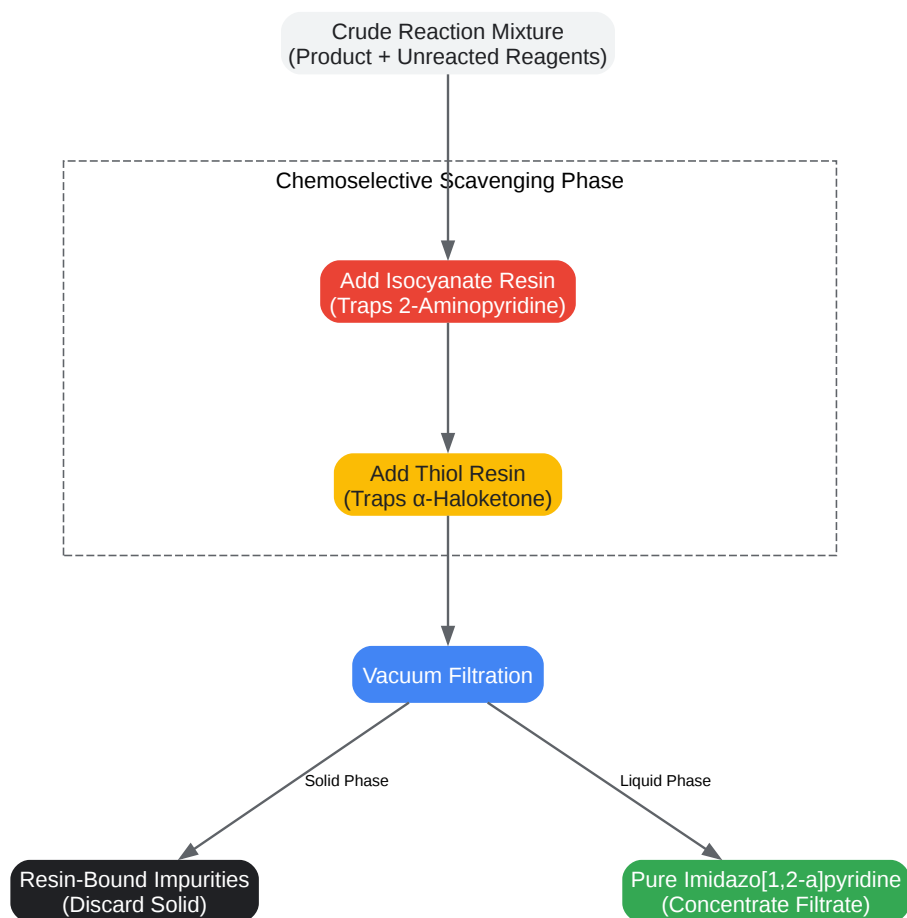 Crude Reaction Mixture
(Product + Unreacted Reagents)
Chemoselective Scavenging Phase
Add Isocyanate Resin
(Traps 2-Aminopyridine)
Add Thiol Resin
(Traps α-Haloketone)
Vacuum Filtration
Solid Phase
Liquid Phase
Resin-Bound Impurities
(Discard Solid)
Pure Imidazo[1,2-a]pyridine
(Concentrate Filtrate)